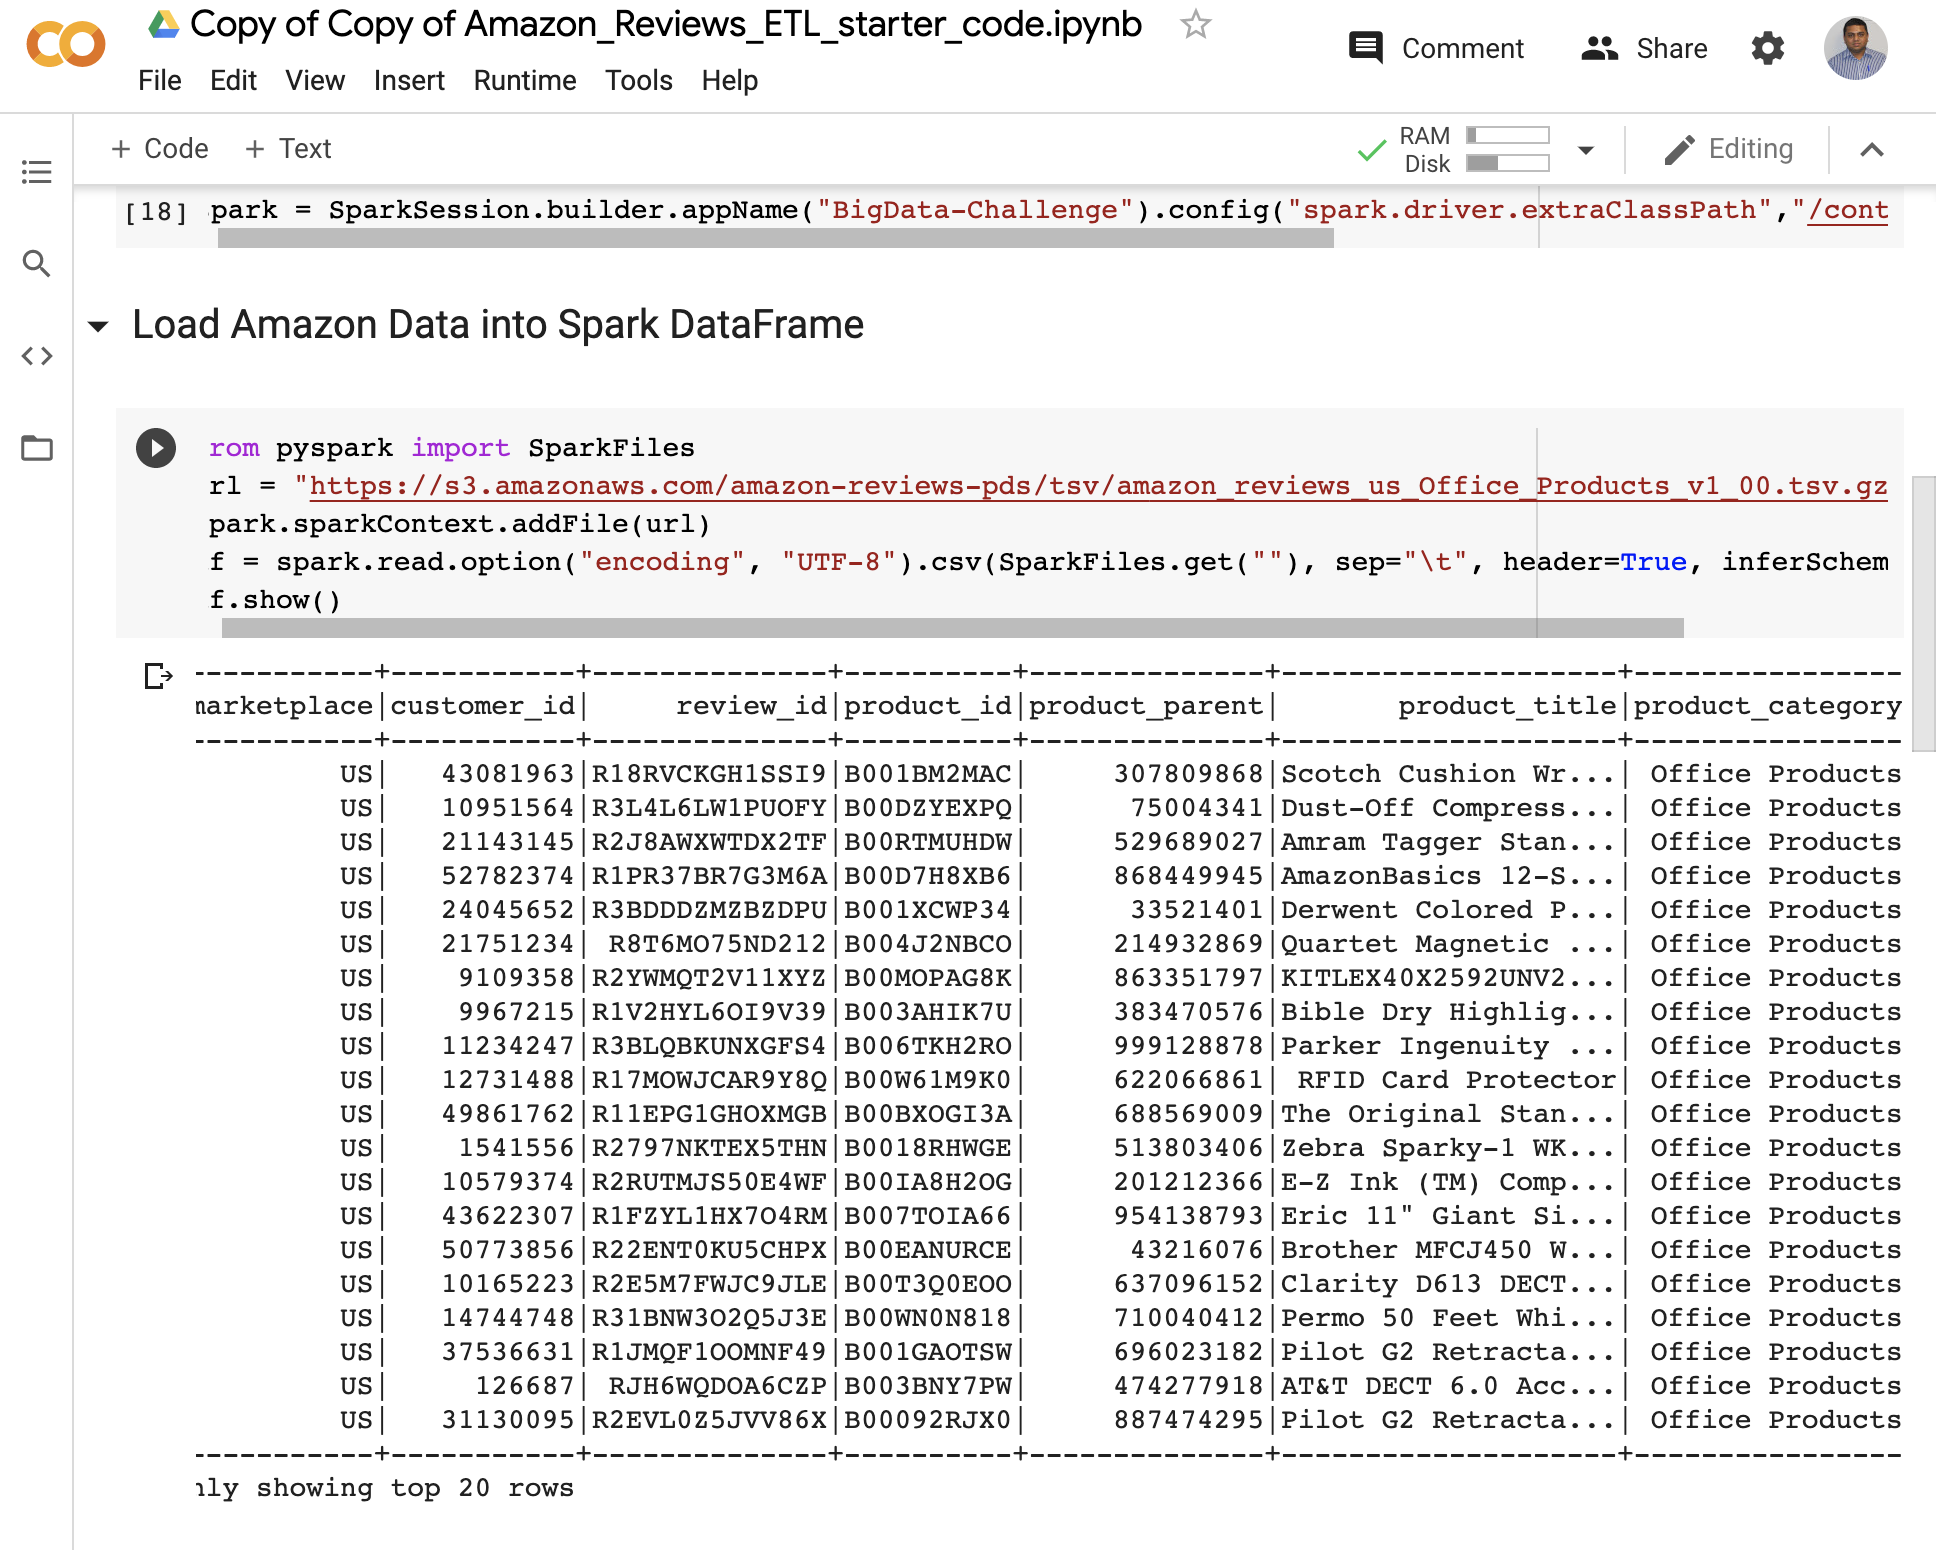 Copy of Copy of Amazon_Reviews_ETL_starter_code.ipynb
Comment Share
File Edit View Insert Runtime Tools Help
+ Code + Text
RAM
Disk
Editing
[18] park = SparkSession.builder.appName("BigData-Challenge").config("spark.driver.extraClassPath","/cont
Load Amazon Data into Spark DataFrame
rom pyspark import SparkFiles
rl = "https://s3.amazonaws.com/amazon-reviews-pds/tsv/amazon_reviews_us_Office_Products_v1_00.tsv.gz
park.sparkContext.addFile(url)
f = spark.read.option("encoding", "UTF-8").csv(SparkFiles.get(""), sep="\t", header=True, inferSchem
f.show()
-----------+-----------+--------------+----------+--------------+--------------------+----------------
marketplace|customer_id|     review_id|product_id|product_parent|       product_title|product_category
-----------+-----------+--------------+----------+--------------+--------------------+----------------
         US|   43081963|R18RVCKGH1SSI9|B001BM2MAC|     307809868|Scotch Cushion Wr...| Office Products
         US|   10951564|R3L4L6LW1PUOFY|B00DZYEXPQ|      75004341|Dust-Off Compress...| Office Products
         US|   21143145|R2J8AWXWTDX2TF|B00RTMUHDW|     529689027|Amram Tagger Stan...| Office Products
         US|   52782374|R1PR37BR7G3M6A|B00D7H8XB6|     868449945|AmazonBasics 12-S...| Office Products
         US|   24045652|R3BDDDZMZBZDPU|B001XCWP34|      33521401|Derwent Colored P...| Office Products
         US|   21751234| R8T6MO75ND212|B004J2NBCO|     214932869|Quartet Magnetic ...| Office Products
         US|    9109358|R2YWMQT2V11XYZ|B00MOPAG8K|     863351797|KITLEX40X2592UNV2...| Office Products
         US|    9967215|R1V2HYL6OI9V39|B003AHIK7U|     383470576|Bible Dry Highlig...| Office Products
         US|   11234247|R3BLQBKUNXGFS4|B006TKH2RO|     999128878|Parker Ingenuity ...| Office Products
         US|   12731488|R17MOWJCAR9Y8Q|B00W61M9K0|     622066861| RFID Card Protector| Office Products
         US|   49861762|R11EPG1GHOXMGB|B00BXOGI3A|     688569009|The Original Stan...| Office Products
         US|    1541556|R2797NKTEX5THN|B0018RHWGE|     513803406|Zebra Sparky-1 WK...| Office Products
         US|   10579374|R2RUTMJS50E4WF|B00IA8H2OG|     201212366|E-Z Ink (TM) Comp...| Office Products
         US|   43622307|R1FZYL1HX7O4RM|B007TOIA66|     954138793|Eric 11" Giant Si...| Office Products
         US|   50773856|R22ENT0KU5CHPX|B00EANURCE|      43216076|Brother MFCJ450 W...| Office Products
         US|   10165223|R2E5M7FWJC9JLE|B00T3Q0EOO|     637096152|Clarity D613 DECT...| Office Products
         US|   14744748|R31BNW3O2Q5J3E|B00WN0N818|     710040412|Permo 50 Feet Whi...| Office Products
         US|   37536631|R1JMQF1OOMNF49|B001GAOTSW|     696023182|Pilot G2 Retracta...| Office Products
         US|     126687| RJH6WQDOA6CZP|B003BNY7PW|     474277918|AT&T DECT 6.0 Acc...| Office Products
         US|   31130095|R2EVL0Z5JVV86X|B00092RJX0|     887474295|Pilot G2 Retracta...| Office Products
-----------+-----------+--------------+----------+--------------+--------------------+----------------
nly showing top 20 rows